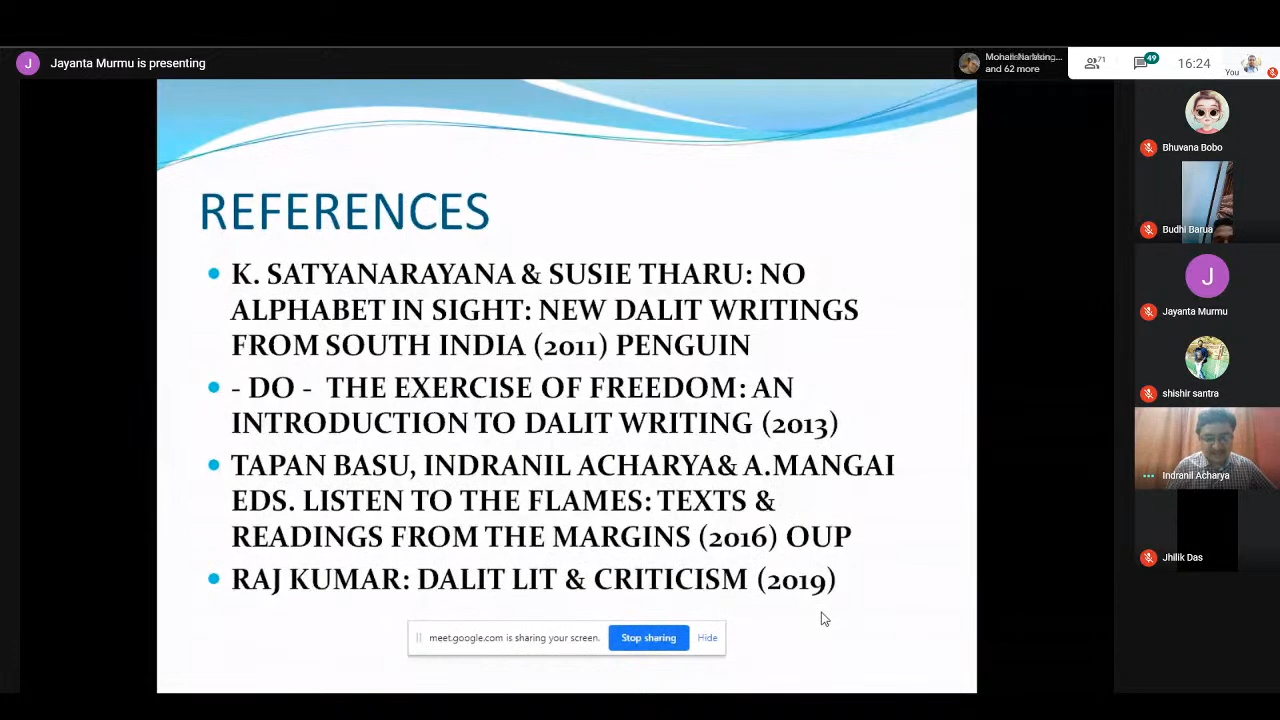 Jayanta Murmu is presenting
and 62 more
71
49
16:24
You
REFERENCES
K. SATYANARAYANA & SUSIE THARU: NO
ALPHABET IN SIGHT: NEW DALIT WRITINGS
FROM SOUTH INDIA (2011) PENGUIN
- DO - THE EXERCISE OF FREEDOM: AN
INTRODUCTION TO DALIT WRITING (2013)
TAPAN BASU, INDRANIL ACHARYA& A.MANGAI
EDS. LISTEN TO THE FLAMES: TEXTS &
READINGS FROM THE MARGINS (2016) OUP
RAJ KUMAR: DALIT LIT & CRITICISM (2019)
meet.google.com is sharing your screen.
Stop sharing
Hide
Bhuvana Bobo
Budhi Barua
J
Jayanta Murmu
shishir santra
Indranil Acharya
Jhilik Das
J